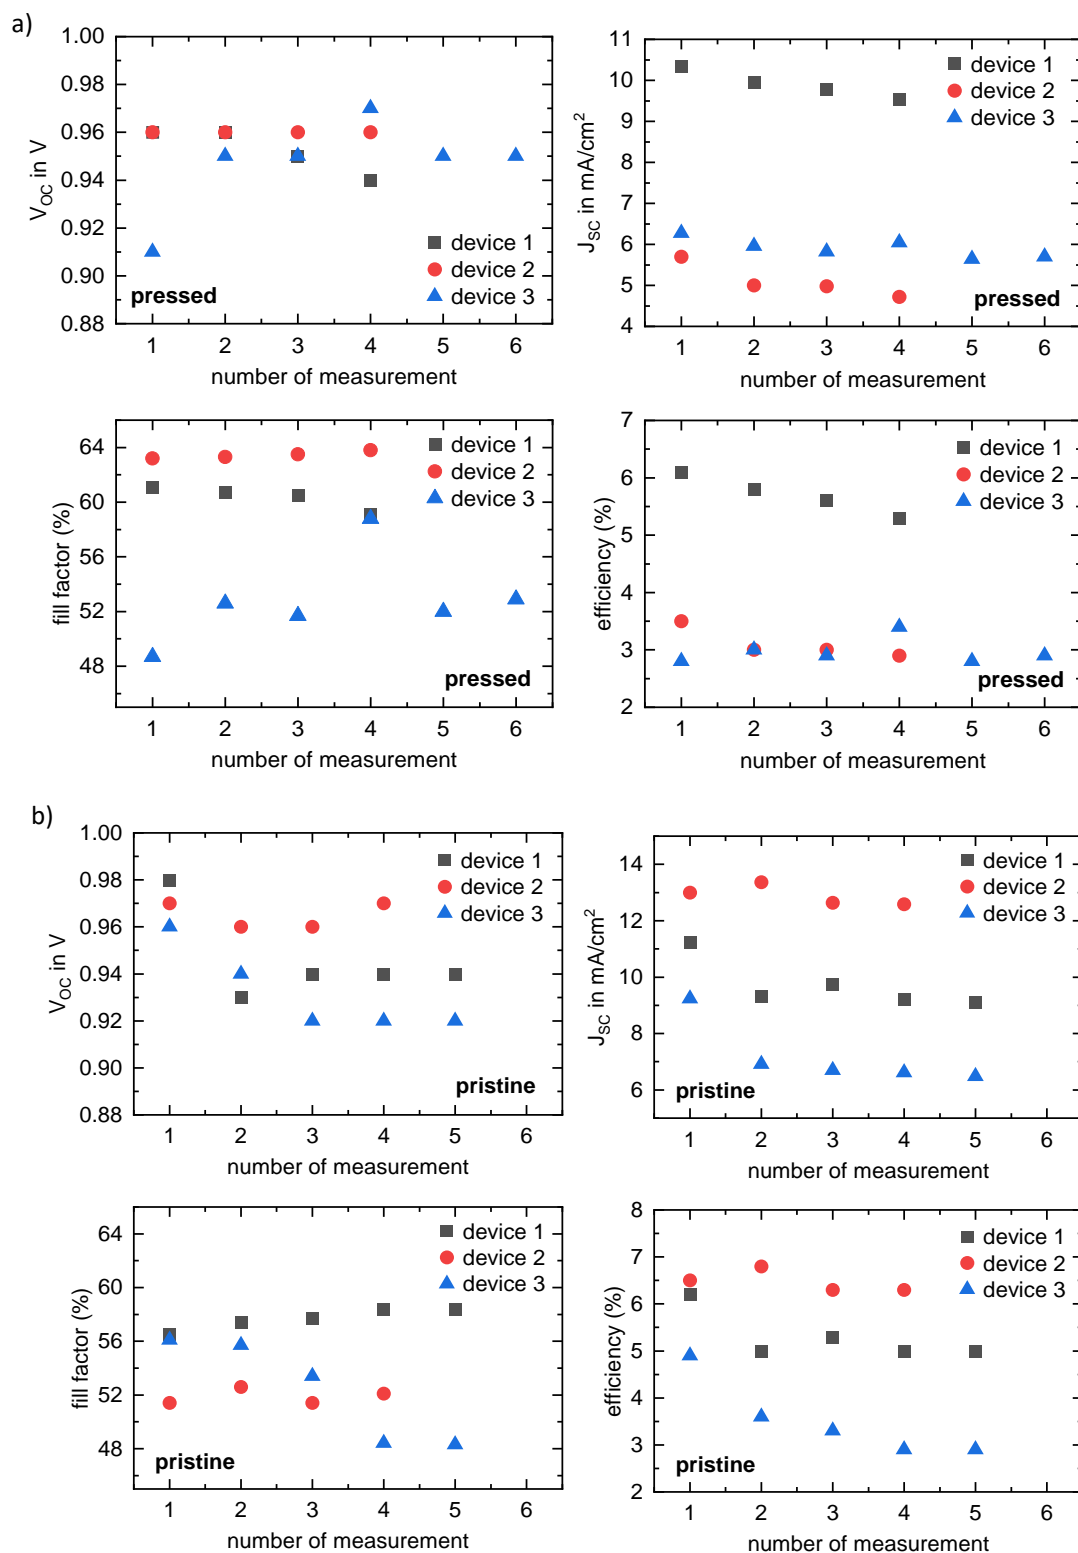 a)
1.00
0.98
0.96
0.94
0.92
0.90
0.88
V_OC in V
device 1
device 2
device 3
pressed
1 2 3 4 5 6
number of measurement
11
10
9
8
7
6
5
4
J_SC in mA/cm²
device 1
device 2
device 3
pressed
1 2 3 4 5 6
number of measurement
64
60
56
52
48
fill factor (%)
device 1
device 2
device 3
pressed
1 2 3 4 5 6
number of measurement
7
6
5
4
3
2
efficiency (%)
device 1
device 2
device 3
pressed
1 2 3 4 5 6
number of measurement
b)
1.00
0.98
0.96
0.94
0.92
0.90
0.88
V_OC in V
device 1
device 2
device 3
pristine
1 2 3 4 5 6
number of measurement
14
12
10
8
6
J_SC in mA/cm²
device 1
device 2
device 3
pristine
1 2 3 4 5 6
number of measurement
64
60
56
52
48
fill factor (%)
device 1
device 2
device 3
pristine
1 2 3 4 5 6
number of measurement
8
7
6
5
4
3
2
efficiency (%)
device 1
device 2
device 3
pristine
1 2 3 4 5 6
number of measurement